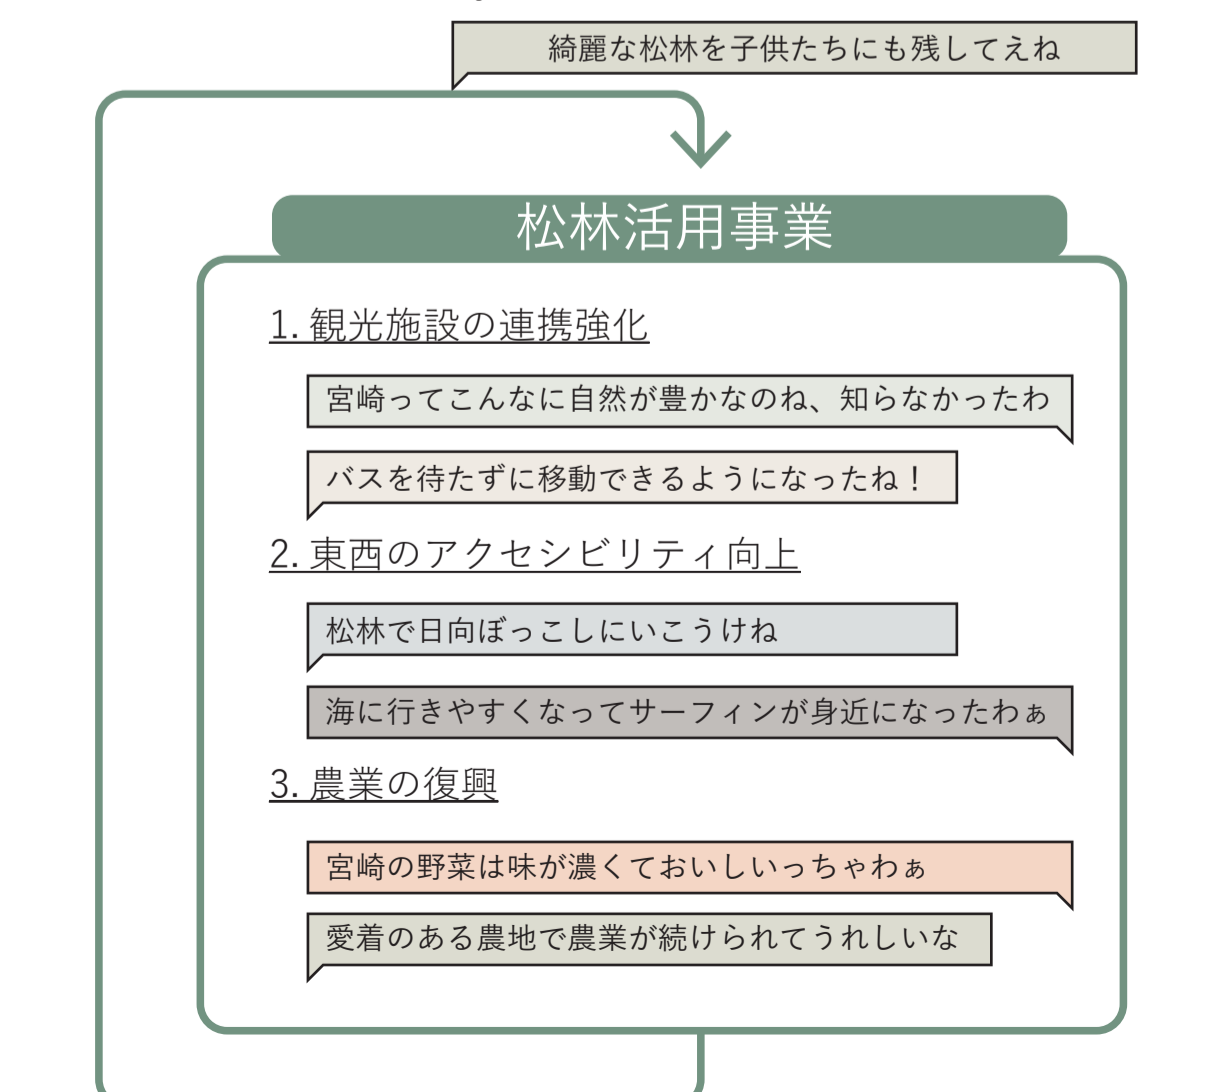 綺麗な松林を子供たちにも残してえね
松林活用事業
1. 観光施設の連携強化
宮崎ってこんなに自然が豊かなのね、知らなかったわ
バスを待たずに移動できるようになったね！
2. 東西のアクセシビリティ向上
松林で日向ぼっこしにいこうけね
海に行きやすくなってサーフィンが身近になったわぁ
3. 農業の復興
宮崎の野菜は味が濃くておいしいっちゃわぁ
愛着のある農地で農業が続けられてうれしいな